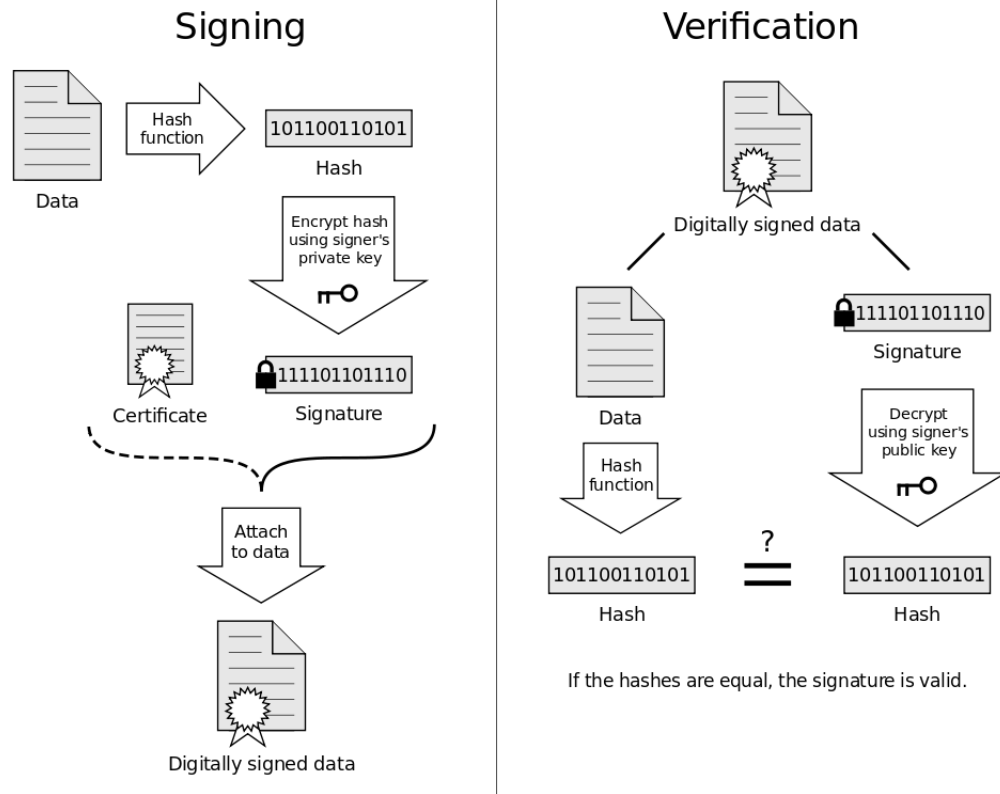 Signing
Hash
function
101100110101
Hash
Data
Encrypt hash
using signer's
private key
111101101110
Certificate
Signature
Attach
to data
Digitally signed data
Verification
Digitally signed data
111101101110
Signature
Data
Hash
function
Decrypt
using signer's
public key
101100110101
?
101100110101
Hash
Hash
If the hashes are equal, the signature is valid.